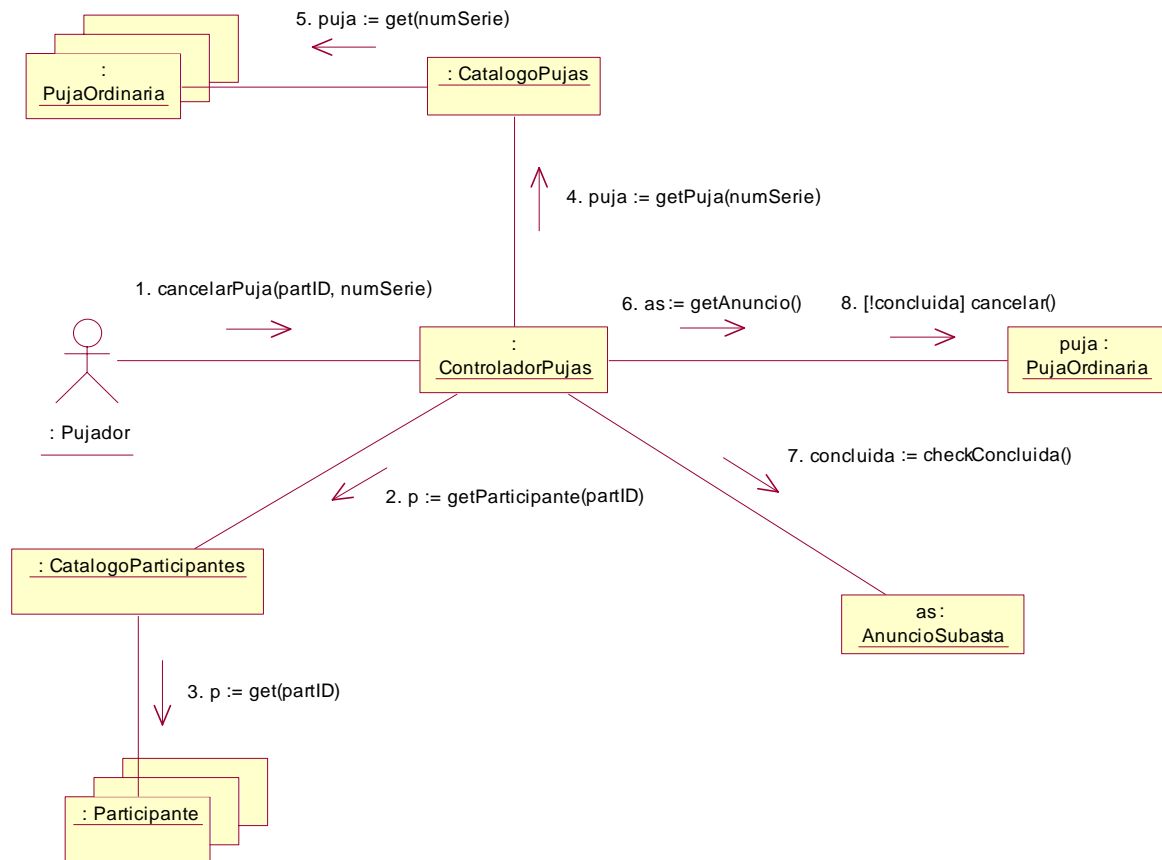 5. puja := get(numSerie)
:
PujaOrdinaria
: CatalogoPujas
4. puja := getPuja(numSerie)
1. cancelarPuja(partID, numSerie)
6. as := getAnuncio()
8. [!concluida] cancelar()
:
ControladorPujas
puja :
PujaOrdinaria
: Pujador
7. concluida := checkConcluida()
2. p := getParticipante(partID)
: CatalogoParticipantes
as :
AnuncioSubasta
3. p := get(partID)
: Participante